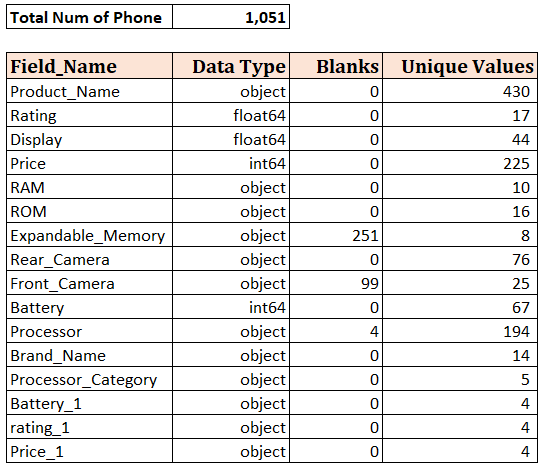 Total Num of Phone 1,051
Field_Name Data Type Blanks Unique Values
Product_Name object 0 430
Rating float64 0 17
Display float64 0 44
Price int64 0 225
RAM object 0 10
ROM object 0 16
Expandable_Memory object 251 8
Rear_Camera object 0 76
Front_Camera object 99 25
Battery int64 0 67
Processor object 4 194
Brand_Name object 0 14
Processor_Category object 0 5
Battery_1 object 0 4
rating_1 object 0 4
Price_1 object 0 4